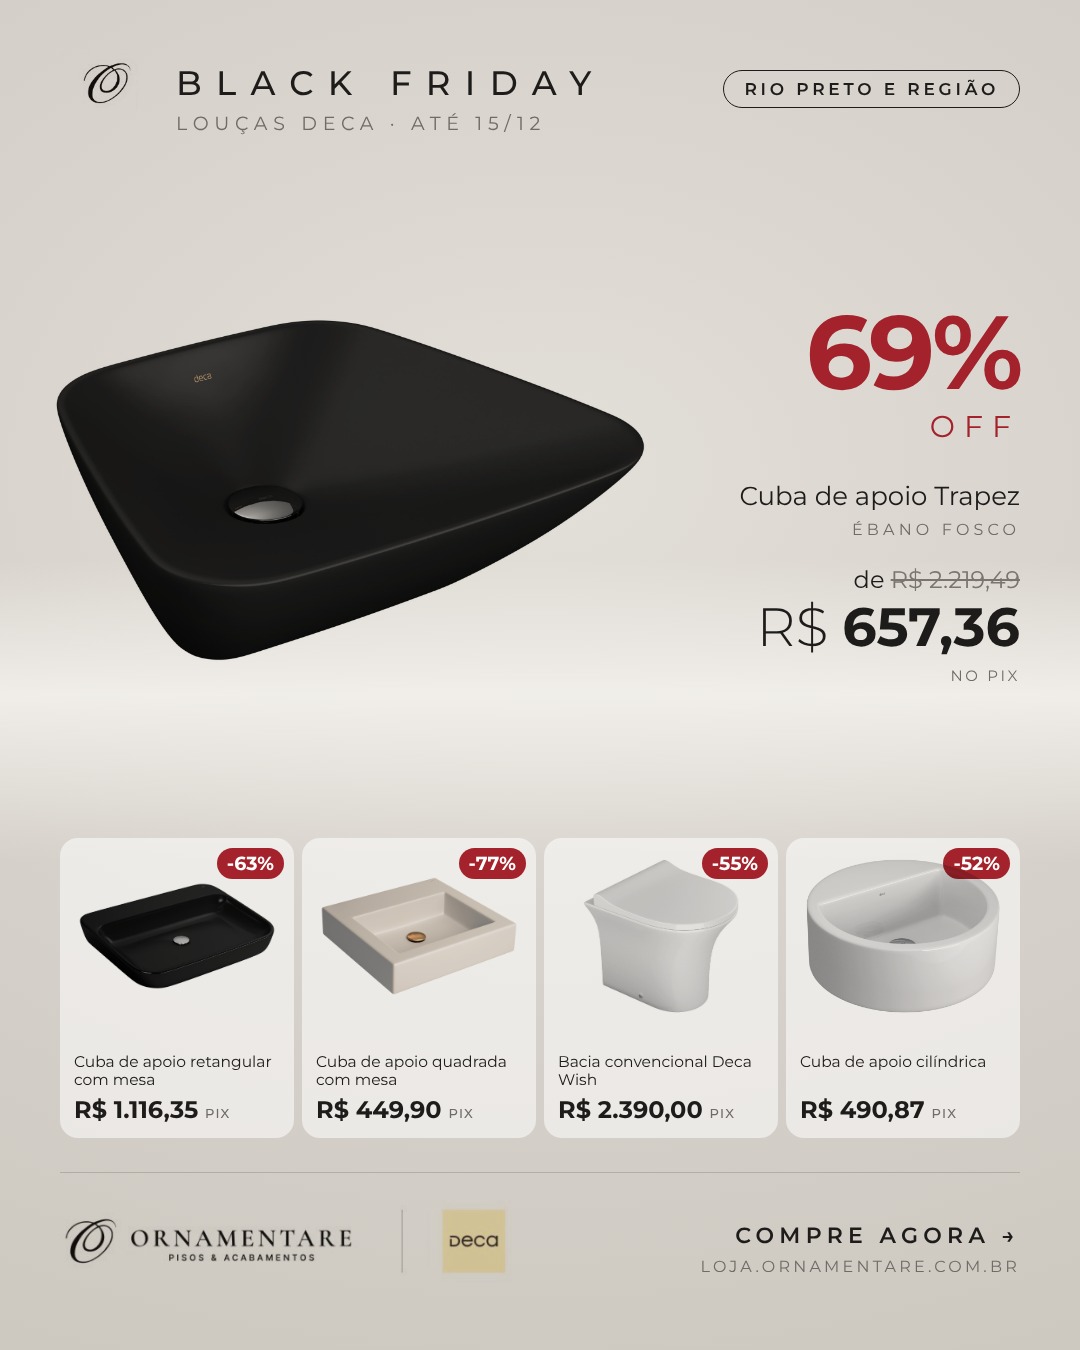 BLACK FRIDAY
LOUÇAS DECA · ATÉ 15/12
RIO PRETO E REGIÃO
deca
69%
OFF
Cuba de apoio Trapez
ÉBANO FOSCO
de R$ 2.219,49
R$ 657,36
NO PIX
-63%
Cuba de apoio retangular
com mesa
R$ 1.116,35 PIX
-77%
Cuba de apoio quadrada
com mesa
R$ 449,90 PIX
-55%
Bacia convencional Deca
Wish
R$ 2.390,00 PIX
-52%
Cuba de apoio cilíndrica
R$ 490,87 PIX
ORNAMENTARE
PISOS & ACABAMENTOS
Deca
COMPRE AGORA →
LOJA.ORNAMENTARE.COM.BR